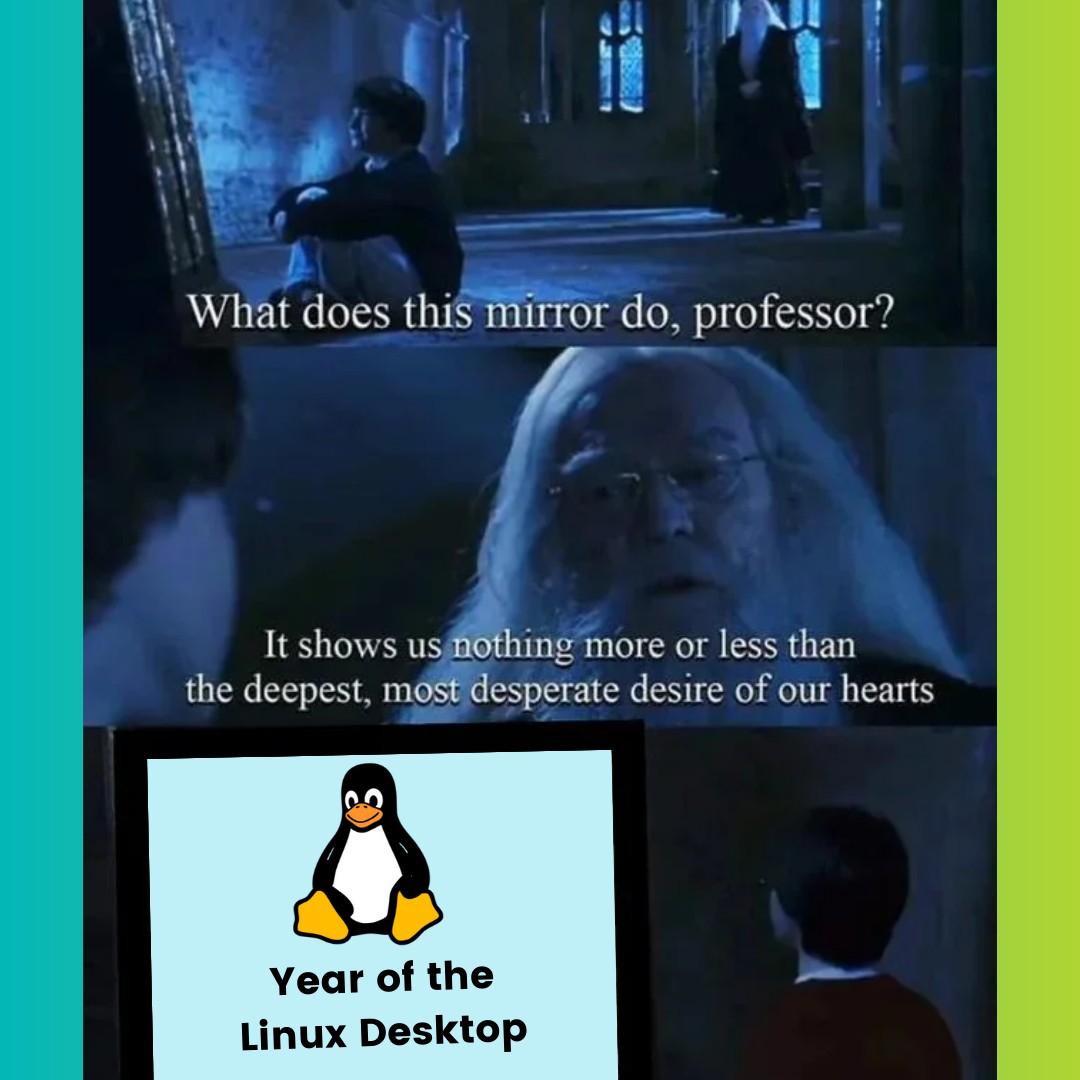 What does this mirror do, professor?
It shows us nothing more or less than
the deepest, most desperate desire of our hearts
Year of the
Linux Desktop